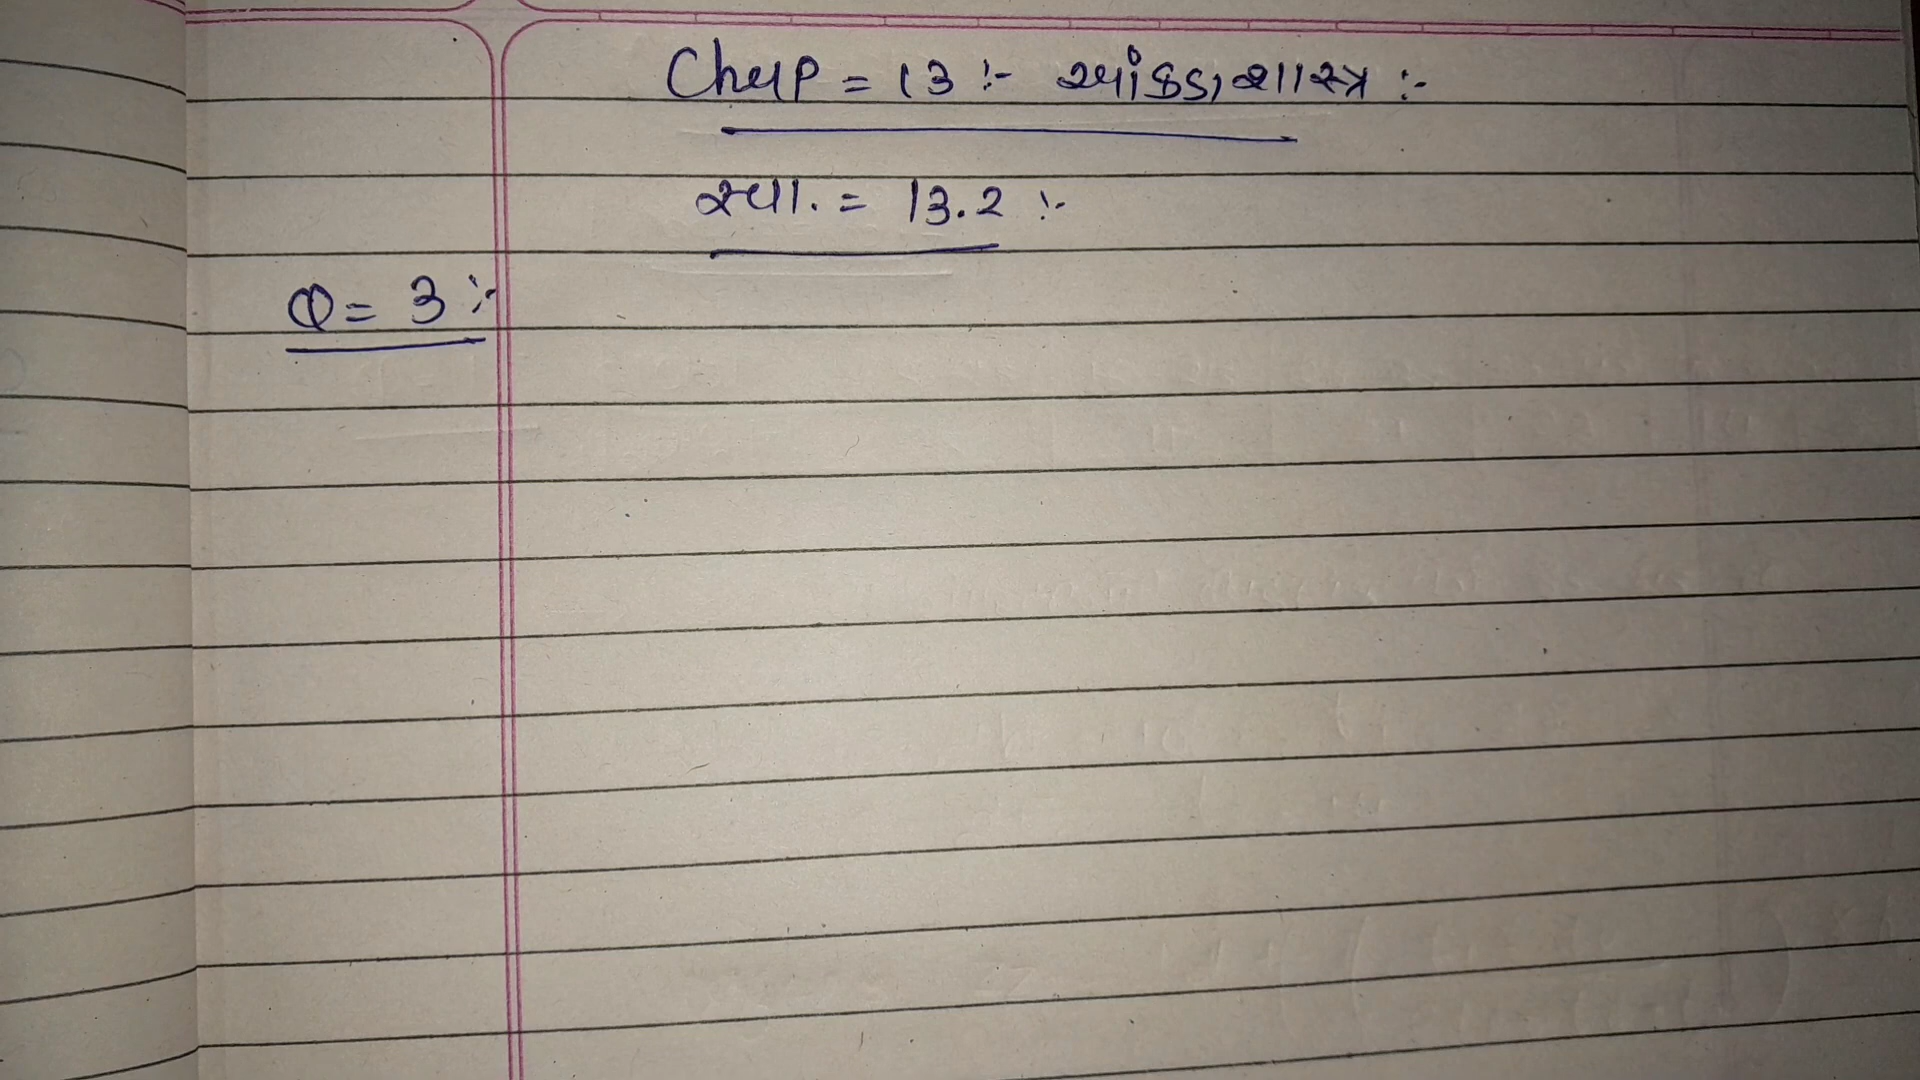 Chap = 13 :- આંકડાશાસ્ત્ર :-
સ્વા. = 13.2 :-
Q = 3 :-